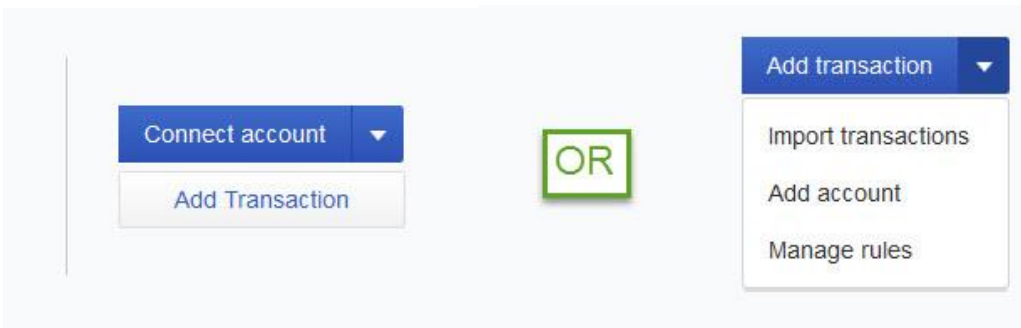 Connect account
Add Transaction
OR
Add transaction
Import transactions
Add account
Manage rules